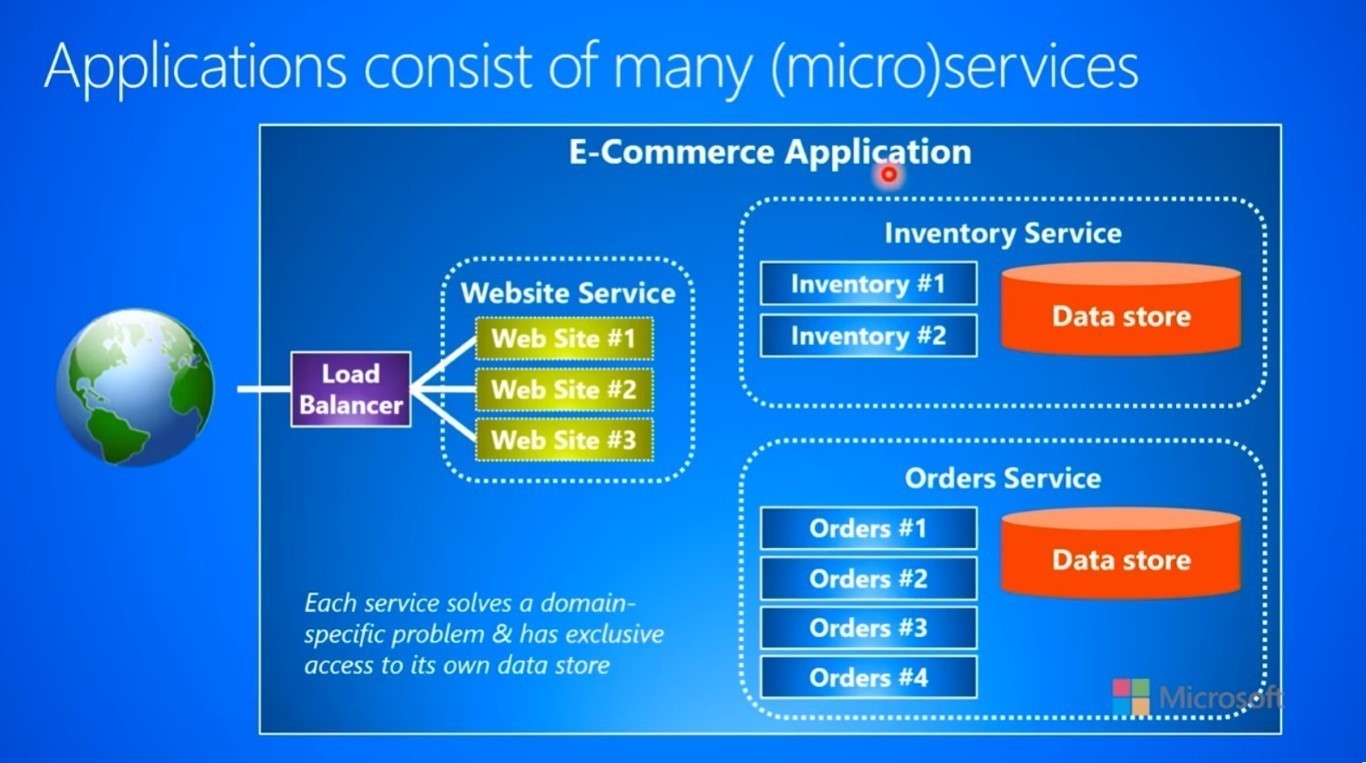 Applications consist of many (micro)services
E-Commerce Application
Load
Balancer
Website Service
Web Site #1
Web Site #2
Web Site #3
Inventory Service
Inventory #1
Inventory #2
Data store
Orders Service
Orders #1
Orders #2
Orders #3
Orders #4
Data store
Each service solves a domain-
specific problem & has exclusive
access to its own data store
Microsoft